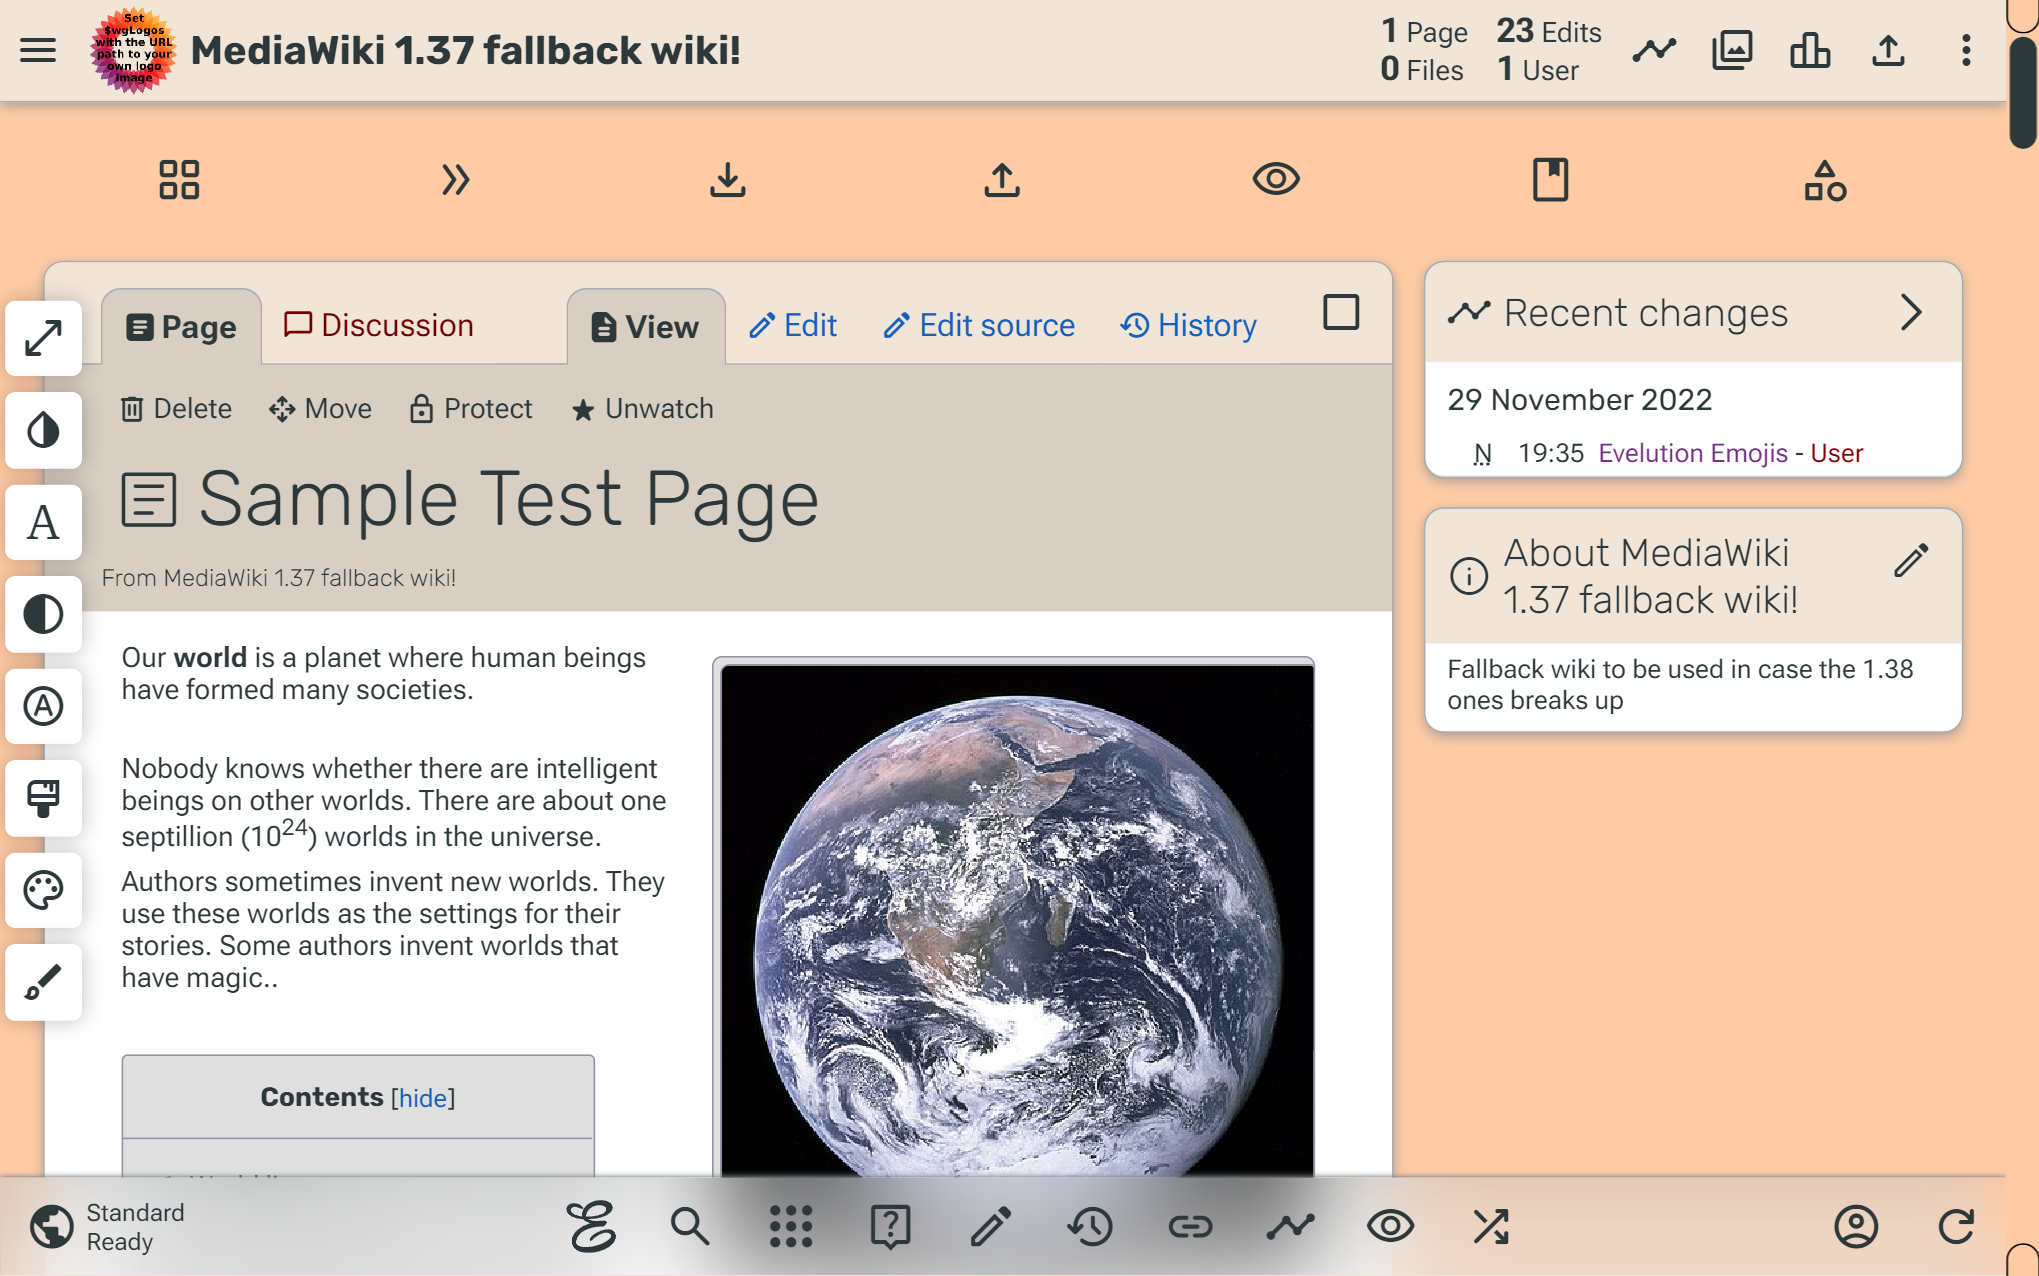 Set
$wgLogos
with the URL
path to your
own logo
image
MediaWiki 1.37 fallback wiki!
1 Page 23 Edits
0 Files 1 User
Page Discussion View Edit Edit source History
Delete Move Protect Unwatch
Sample Test Page
From MediaWiki 1.37 fallback wiki!
Our world is a planet where human beings
have formed many societies.
Nobody knows whether there are intelligent
beings on other worlds. There are about one
septillion (10²⁴) worlds in the universe.
Authors sometimes invent new worlds. They
use these worlds as the settings for their
stories. Some authors invent worlds that
have magic..
Contents [hide]
Recent changes
29 November 2022
N 19:35 Evelution Emojis - User
About MediaWiki
1.37 fallback wiki!
Fallback wiki to be used in case the 1.38
ones breaks up
A
A
Standard
Ready